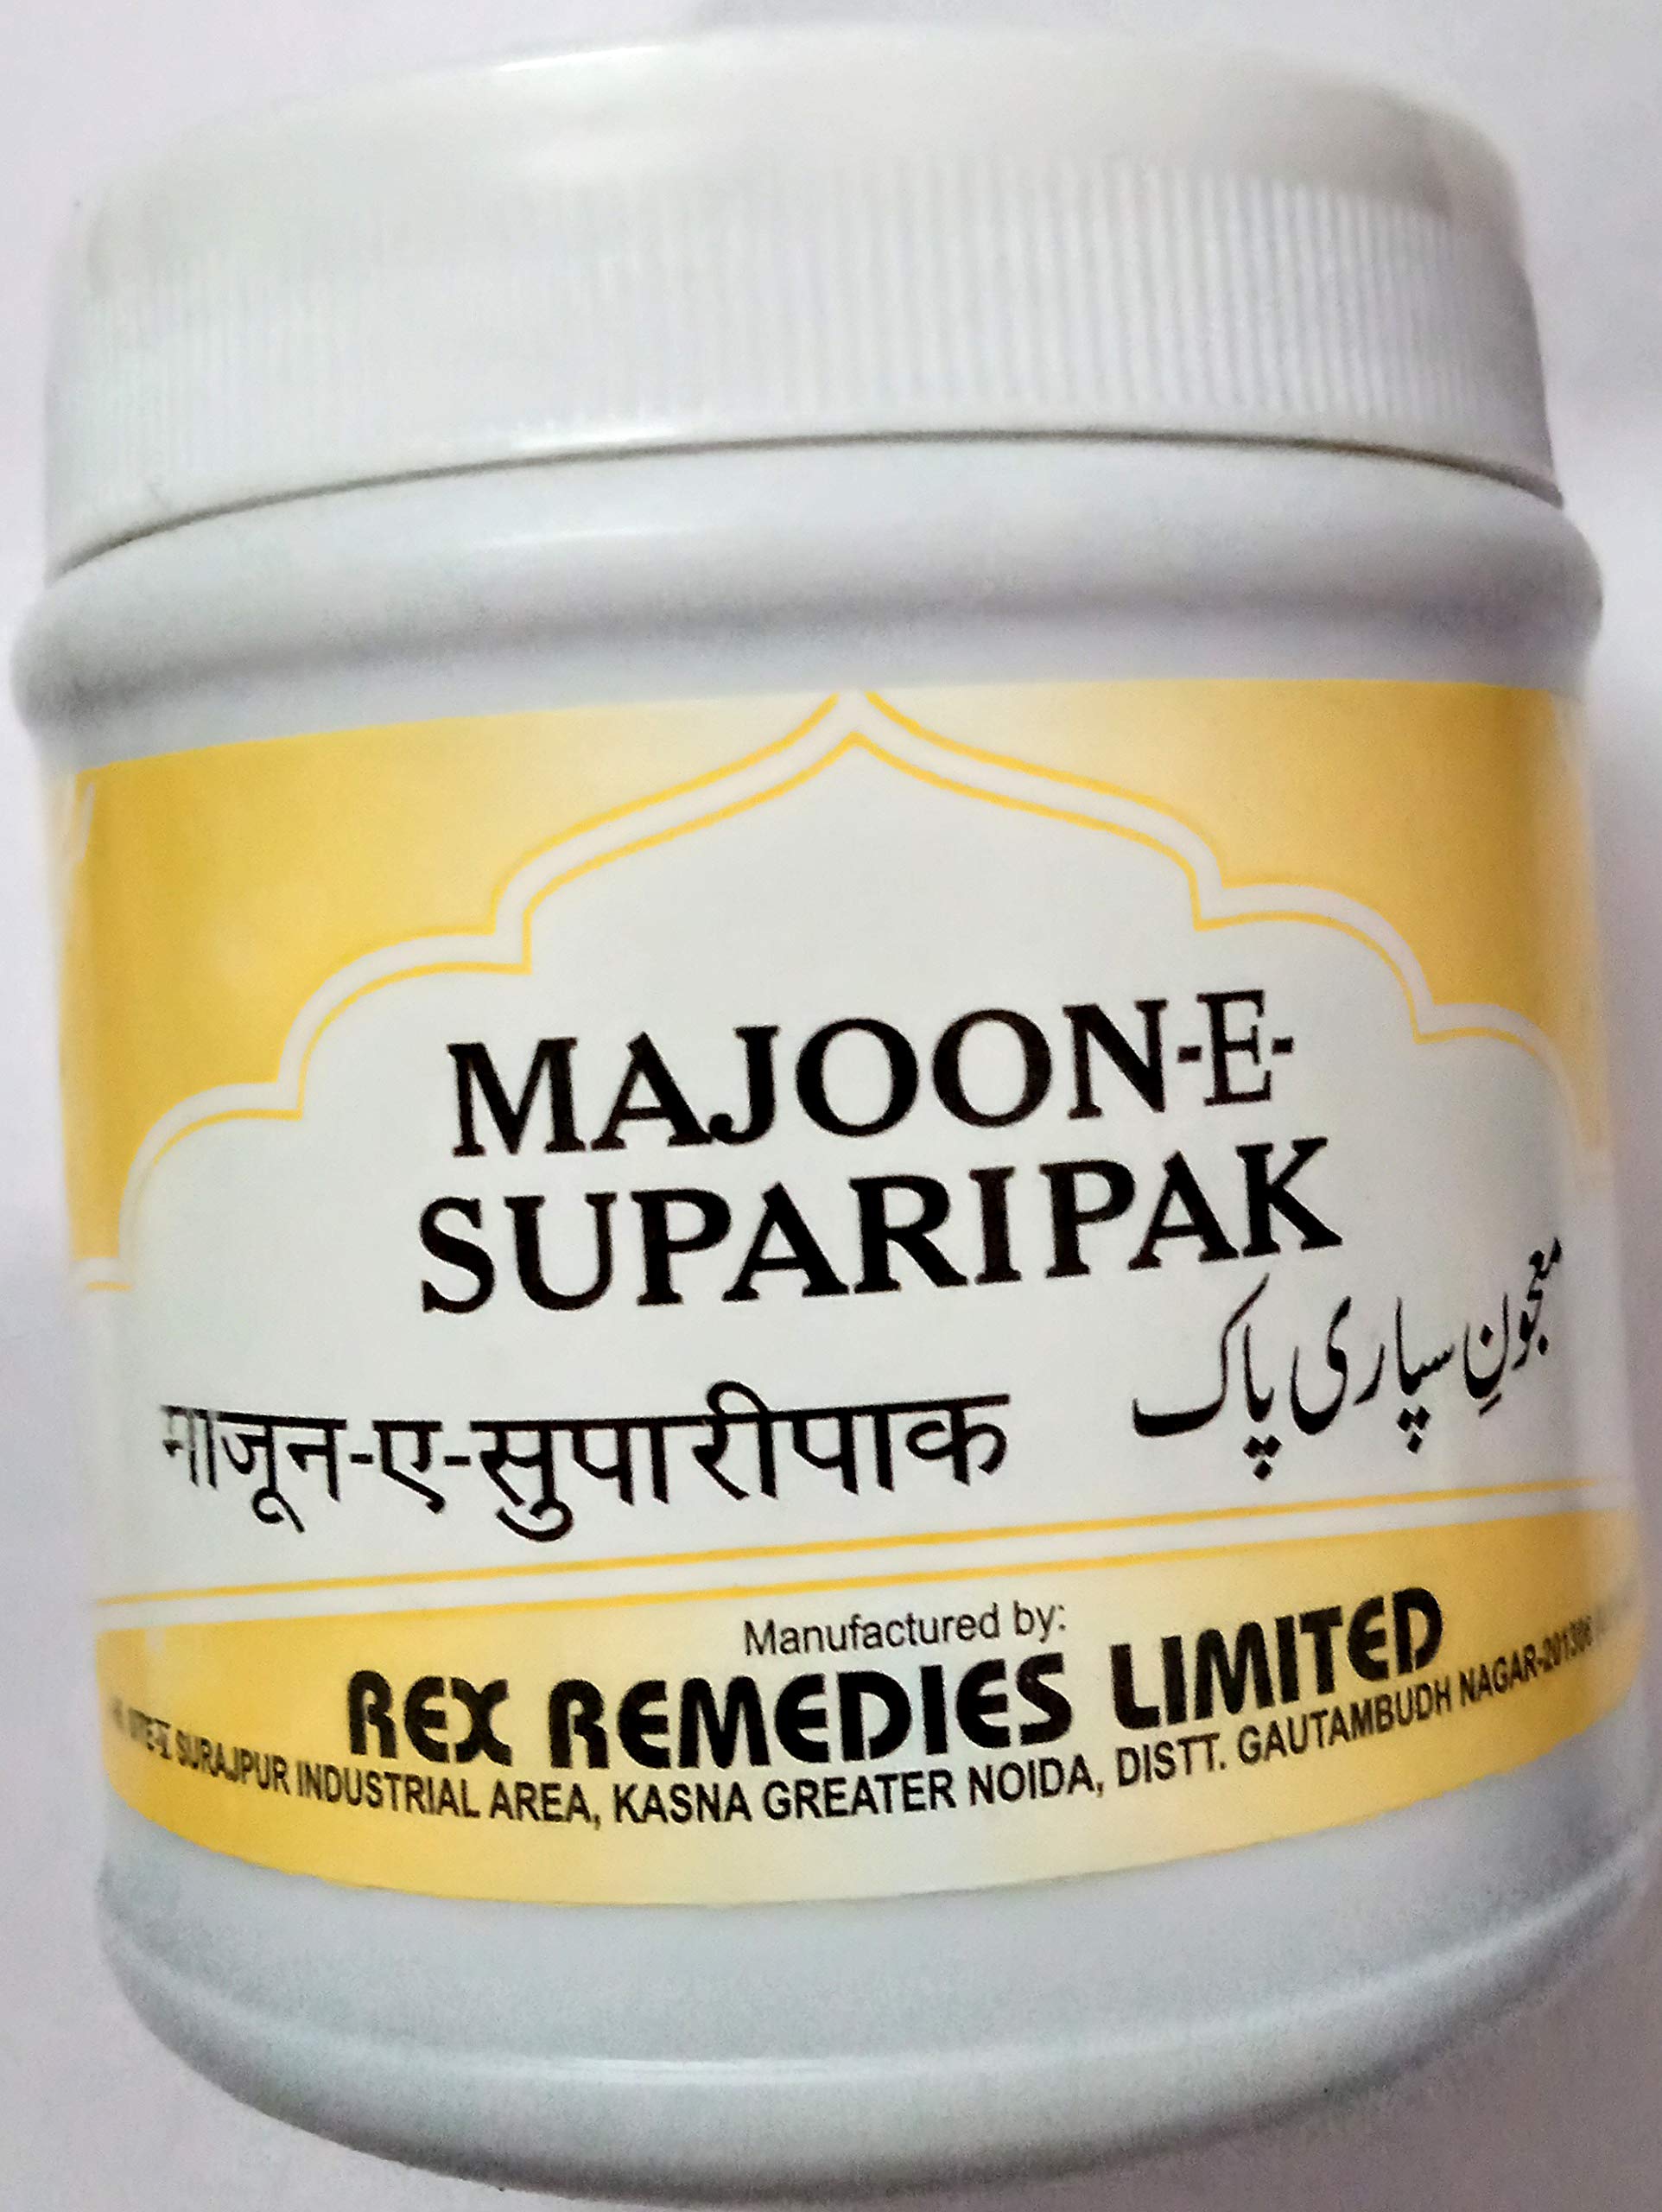 MAJOON-E-
SUPARIPAK
माजून-ए-सुपारीपाक
معجونِ سپاری پاک
Manufactured by:
REX REMEDIES LIMITED
SURAJPUR INDUSTRIAL AREA, KASNA GREATER NOIDA, DISTT. GAUTAMBUDH NAGAR-201306